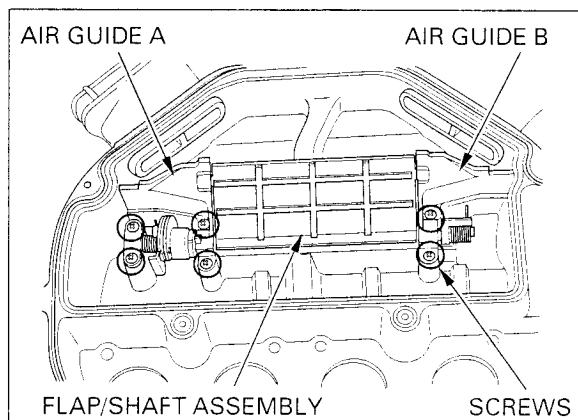 AIR GUIDE A
AIR GUIDE B
FLAP/SHAFT ASSEMBLY
SCREWS